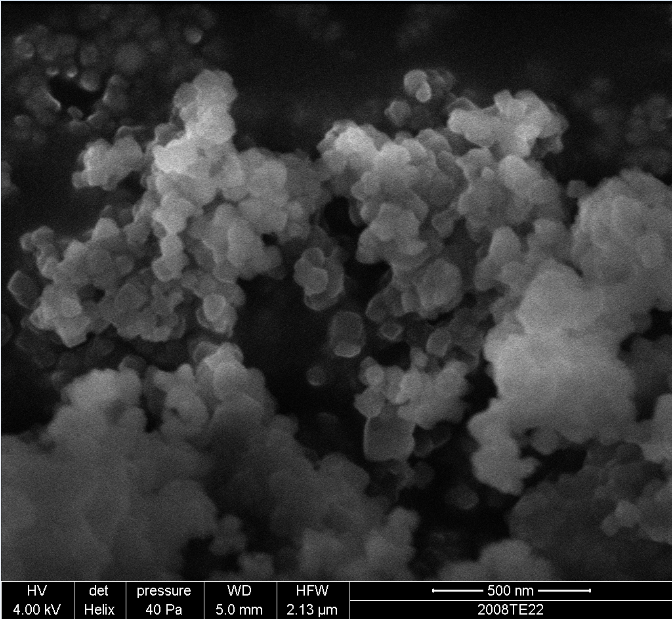 HV det pressure WD HFW 500 nm
4.00 kV Helix 40 Pa 5.0 mm 2.13 µm 2008TE22